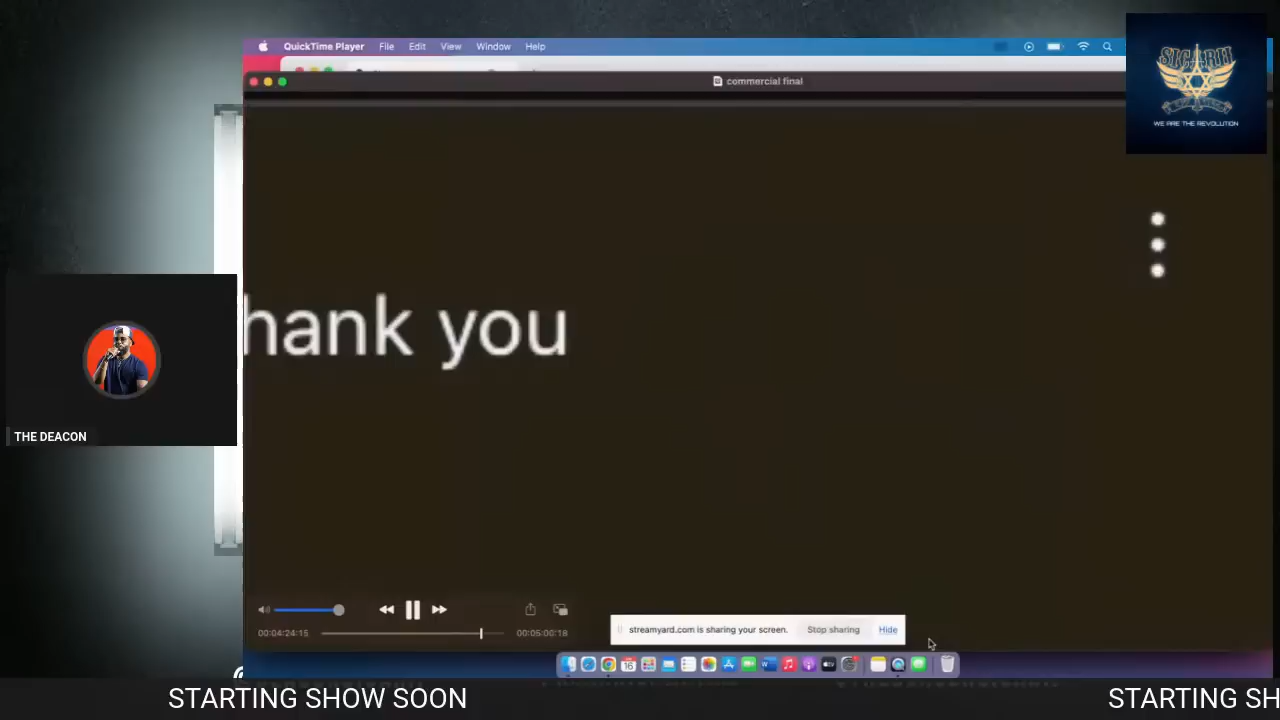 QuickTime Player File Edit View Window Help
commercial final
SICARII
WE ARE THE REVOLUTION
hank you
THE DEACON
00:04:24:15
00:05:00:18
streamyard.com is sharing your screen. Stop sharing Hide
16
STARTING SHOW SOON STARTING SH